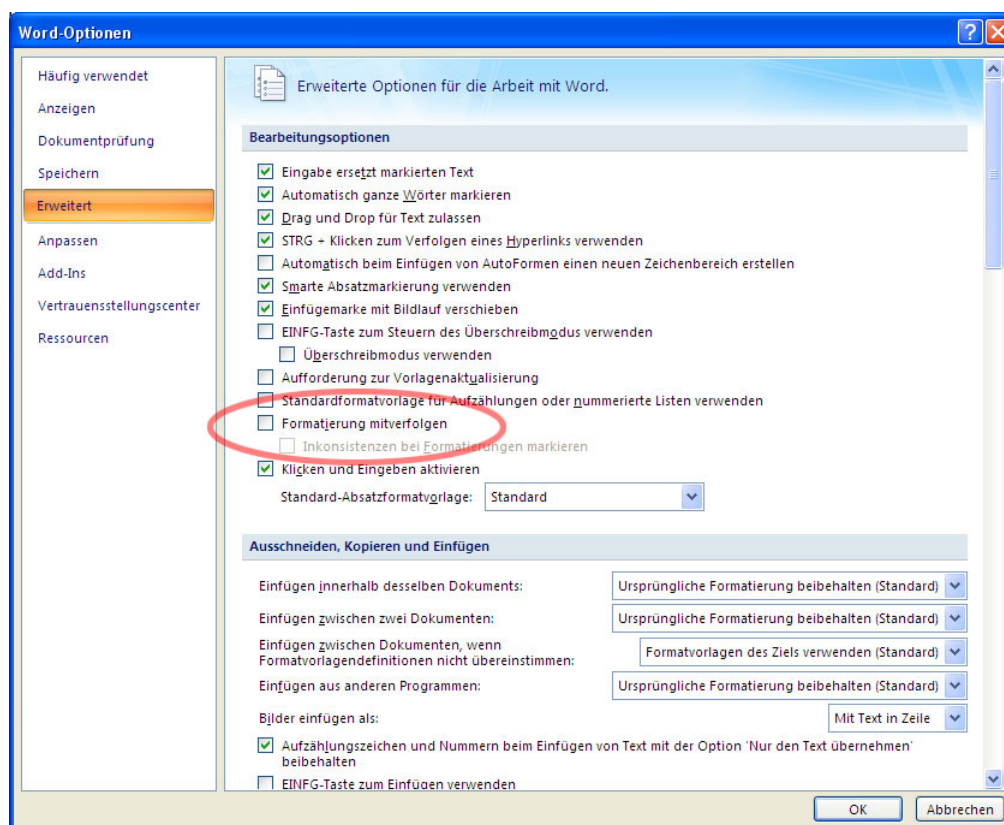 Word-Optionen
Häufig verwendet
Anzeigen
Dokumentprüfung
Speichern
Erweitert
Anpassen
Add-Ins
Vertrauensstellungscenter
Ressourcen
Erweiterte Optionen für die Arbeit mit Word.
Bearbeitungsoptionen
Eingabe ersetzt markierten Text
Automatisch ganze Wörter markieren
Drag und Drop für Text zulassen
STRG + Klicken zum Verfolgen eines Hyperlinks verwenden
Automatisch beim Einfügen von AutoFormen einen neuen Zeichenbereich erstellen
Smarte Absatzmarkierung verwenden
Einfügemarke mit Bildlauf verschieben
EINFG-Taste zum Steuern des Überschreibmodus verwenden
Überschreibmodus verwenden
Aufforderung zur Vorlagenaktualisierung
Standardformatvorlage für Aufzählungen oder nummerierte Listen verwenden
Formatierung mitverfolgen
Inkonsistenzen bei Formatierungen markieren
Klicken und Eingeben aktivieren
Standard-Absatzformatvorlage: Standard
Ausschneiden, Kopieren und Einfügen
Einfügen innerhalb desselben Dokuments: Ursprüngliche Formatierung beibehalten (Standard)
Einfügen zwischen zwei Dokumenten: Ursprüngliche Formatierung beibehalten (Standard)
Einfügen zwischen Dokumenten, wenn
Formatvorlagendefinitionen nicht übereinstimmen: Formatvorlagen des Ziels verwenden (Standard)
Einfügen aus anderen Programmen: Ursprüngliche Formatierung beibehalten (Standard)
Bilder einfügen als: Mit Text in Zeile
Aufzählungszeichen und Nummern beim Einfügen von Text mit der Option 'Nur den Text übernehmen'
beibehalten
EINFG-Taste zum Einfügen verwenden
OK Abbrechen